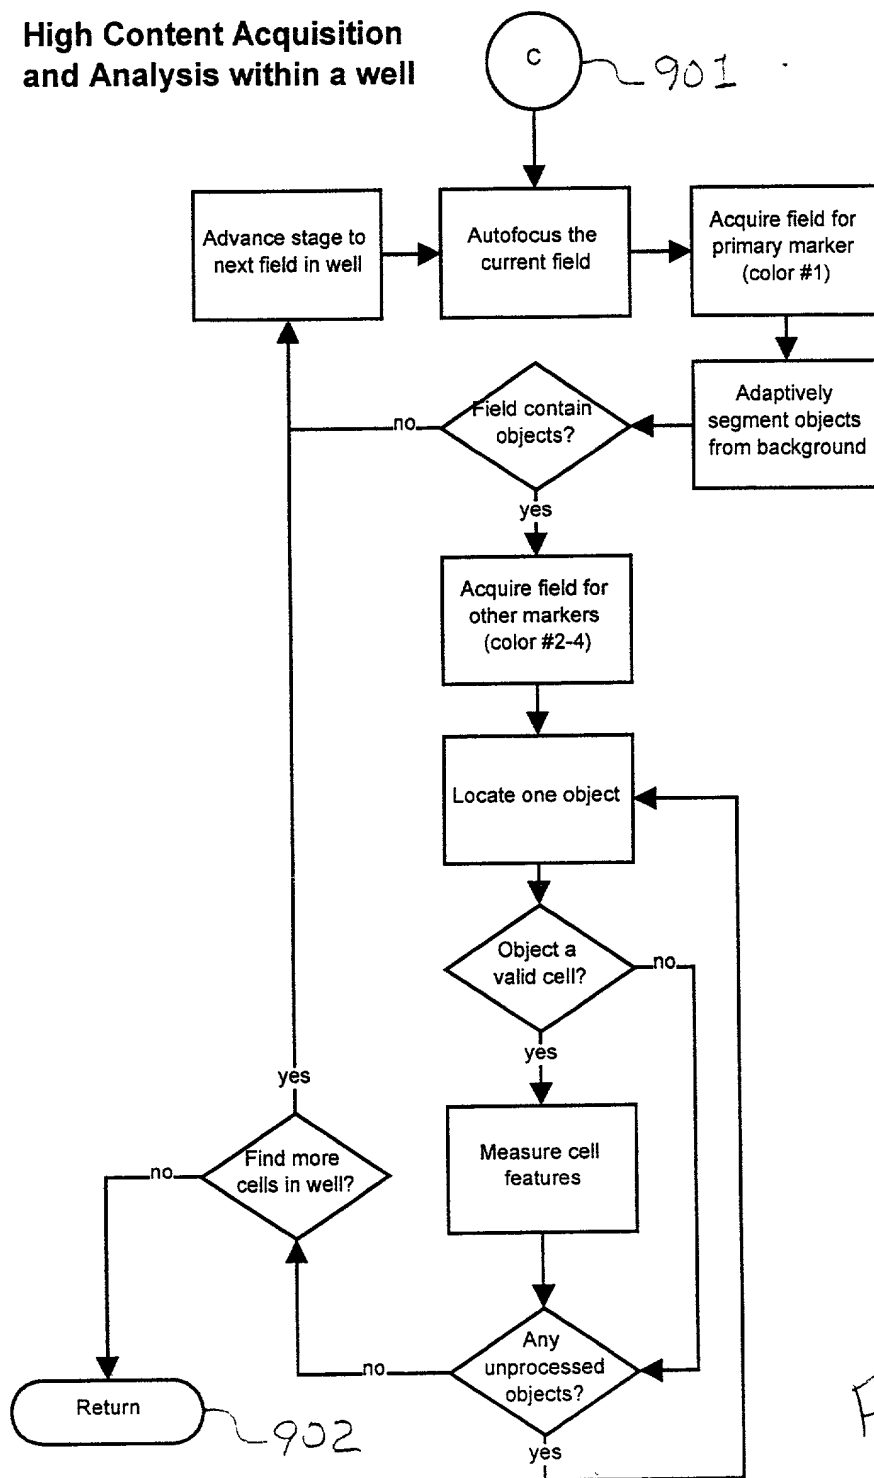 High Content Acquisition
and Analysis within a well
C
901
Advance stage to
next field in well
Autofocus the
current field
Acquire field for
primary marker
(color #1)
Adaptively
segment objects
from background
Field contain
objects?
no
yes
Acquire field for
other markers
(color #2-4)
Locate one object
Object a
valid cell?
no
yes
Measure cell
features
yes
Find more
cells in well?
no
Any
unprocessed
objects?
no
yes
Return
902
F